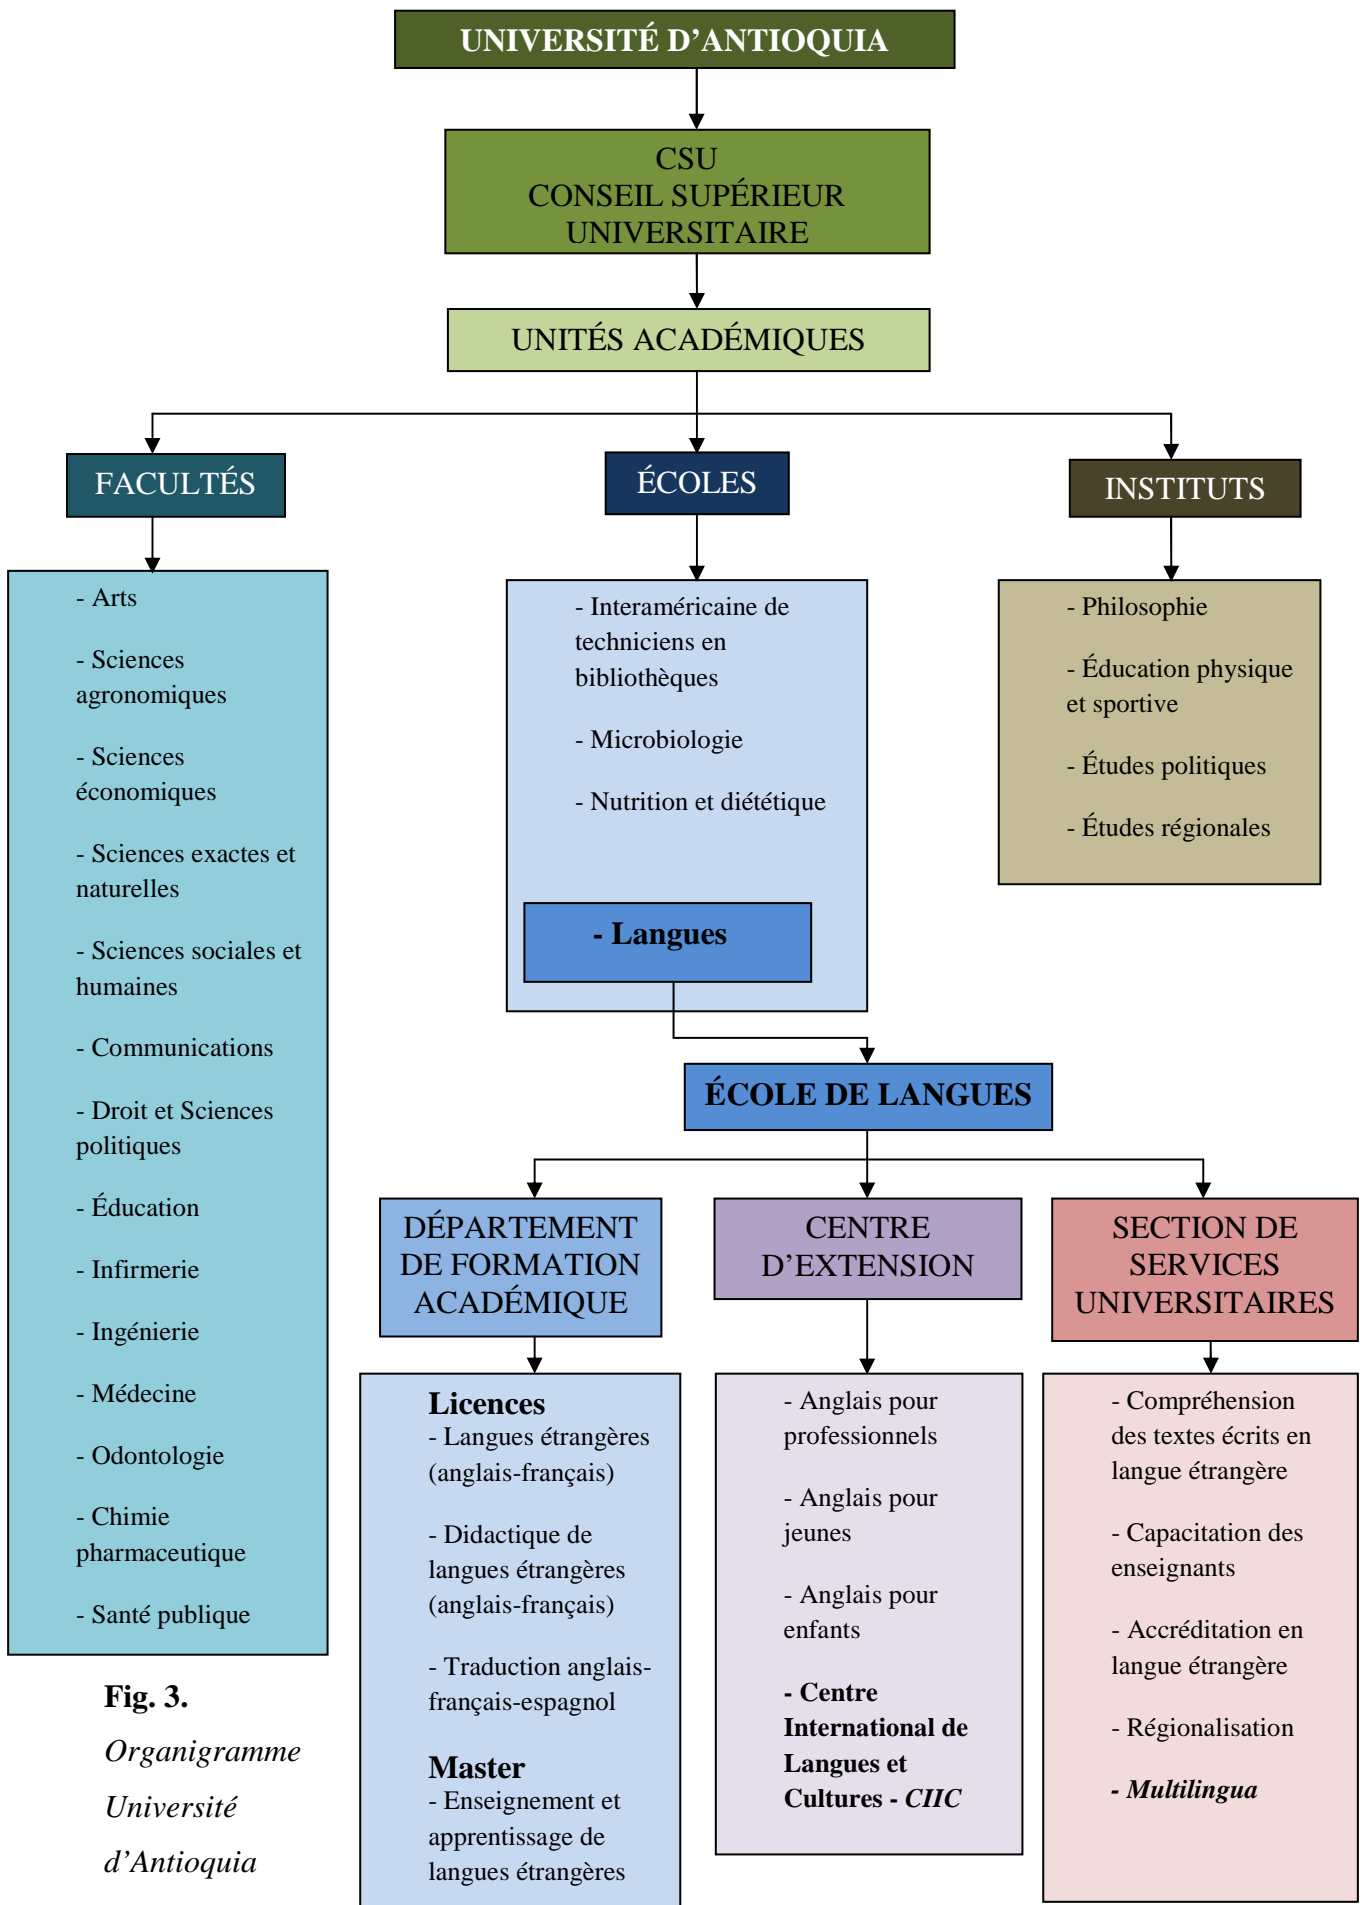 UNIVERSITÉ D’ANTIOQUIA
CSU
CONSEIL SUPÉRIEUR
UNIVERSITAIRE
UNITÉS ACADÉMIQUES
FACULTÉS
- Arts
- Sciences
agronomiques
- Sciences
économiques
- Sciences exactes et
naturelles
- Sciences sociales et
humaines
- Communications
- Droit et Sciences
politiques
- Éducation
- Infirmerie
- Ingénierie
- Médecine
- Odontologie
- Chimie
pharmaceutique
- Santé publique
ÉCOLES
- Interaméricaine de
techniciens en
bibliothèques
- Microbiologie
- Nutrition et diététique
- Langues
INSTITUTS
- Philosophie
- Éducation physique
et sportive
- Études politiques
- Études régionales
ÉCOLE DE LANGUES
DÉPARTEMENT
DE FORMATION
ACADÉMIQUE
Licences
- Langues étrangères
(anglais-français)
- Didactique de
langues étrangères
(anglais-français)
- Traduction anglais-
français-espagnol
Master
- Enseignement et
apprentissage de
langues étrangères
CENTRE
D’EXTENSION
- Anglais pour
professionnels
- Anglais pour
jeunes
- Anglais pour
enfants
- Centre
International de
Langues et
Cultures - CIIC
SECTION DE
SERVICES
UNIVERSITAIRES
- Compréhension
des textes écrits en
langue étrangère
- Capacitation des
enseignants
- Accréditation en
langue étrangère
- Régionalisation
- Multilingua
Fig. 3.
Organigramme
Université
d’Antioquia